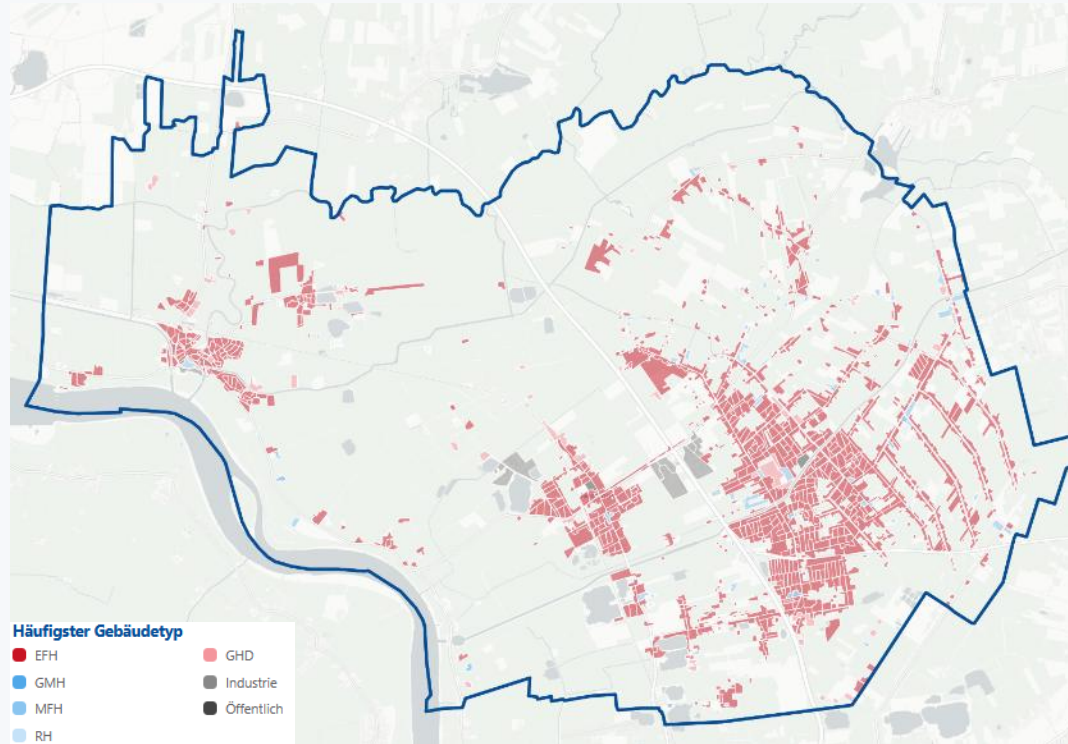 Häufigster Gebäudetyp
EFH
GHD
GMH
Industrie
MFH
Öffentlich
RH